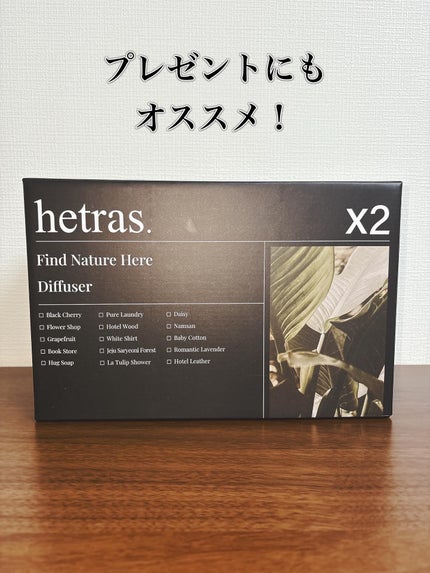 プレゼントにも
オススメ！
hetras.
X2
Find Nature Here
Diffuser
Black Cherry
Flower Shop
Grapefruit
Book Store
Hug Soap
Pure Laundry
Hotel Wood
White Shirt
Jeju Saryeoni Forest
La Tulip Shower
Daisy
Namsan
Baby Cotton
Romantic Lavender
Hotel Leather